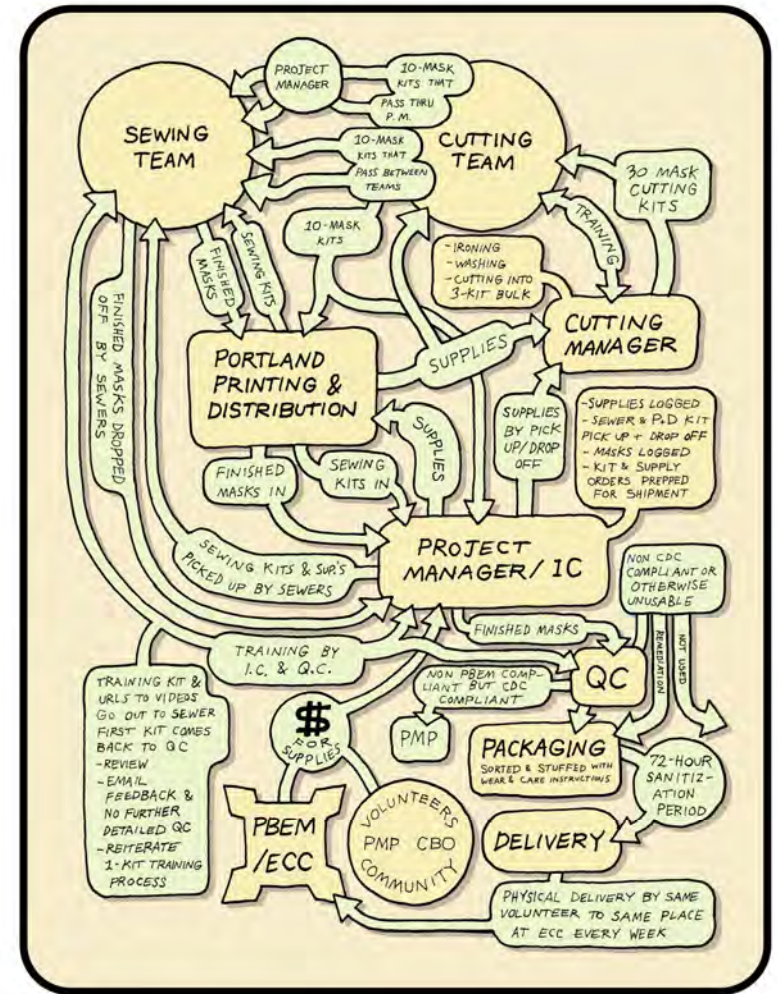 PROJECT
MANAGER
10-MASK
KITS THAT
PASS THRU
P.M.
SEWING
TEAM
10-MASK
KITS THAT
PASS BETWEEN
TEAMS
CUTTING
TEAM
30 MASK
CUTTING
KITS
10-MASK
KITS
TRAINING
FINISHED
MASKS
SEWING KITS
-IRONING
-WASHING
-CUTTING INTO
3-KIT BULK
FINISHED MASKS DROPPED
OFF BY SEWERS
PORTLAND
PRINTING &
DISTRIBUTION
SUPPLIES
CUTTING
MANAGER
SUPPLIES
SUPPLIES
BY PICK
UP/DROP
OFF
-SUPPLIES LOGGED
-SEWER & P+D KIT
PICK UP + DROP OFF
-MASKS LOGGED
-KIT & SUPPLY
ORDERS PREPPED
FOR SHIPMENT
FINISHED
MASKS IN
SEWING
KITS IN
PROJECT
MANAGER/IC
SEWING KITS & SUP.'S
PICKED UP BY SEWERS
NON CDC
COMPLIANT OR
OTHERWISE
UNUSABLE
FINISHED MASKS
REMEDIATION
NOT USED
TRAINING BY
I.C. & Q.C.
QC
NON PBEM COMP-
LIANT BUT CDC
COMPLIANT
PMP
TRAINING KIT &
URLS TO VIDEOS
GO OUT TO SEWER
FIRST KIT COMES
BACK TO QC
-REVIEW
-EMAIL
FEEDBACK &
NO FURTHER
DETAILED QC
-REITERATE
1-KIT TRAINING
PROCESS
$
FOR
SUPPLIES
PACKAGING
SORTED & STUFFED WITH
WEAR & CARE INSTRUCTIONS
72-HOUR
SANITIZ-
ATION
PERIOD
PBEM
/ECC
VOLUNTEERS
PMP CBO
COMMUNITY
DELIVERY
PHYSICAL DELIVERY BY SAME
VOLUNTEER TO SAME PLACE
AT ECC EVERY WEEK